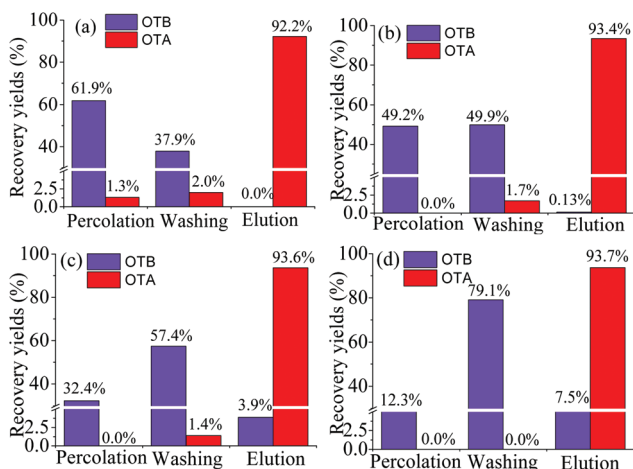 (a)
OTB
OTA
92.2%
61.9%
37.9%
1.3%
2.0%
0.0%
100
80
60
40
2.5
0.0
Recovery yields (%)
Percolation Washing Elution
(b)
OTB
OTA
93.4%
49.2%
49.9%
0.0%
1.7%
0.13%
100
80
60
40
2.5
0.0
Recovery yields (%)
Percolation Washing Elution
(c)
OTB
OTA
93.6%
57.4%
32.4%
0.0%
1.4%
3.9%
100
80
60
40
2.5
0.0
Recovery yields (%)
Percolation Washing Elution
(d)
OTB
OTA
93.7%
79.1%
12.3%
0.0%
0.0%
7.5%
100
80
60
40
2.5
0.0
Recovery yields (%)
Percolation Washing Elution